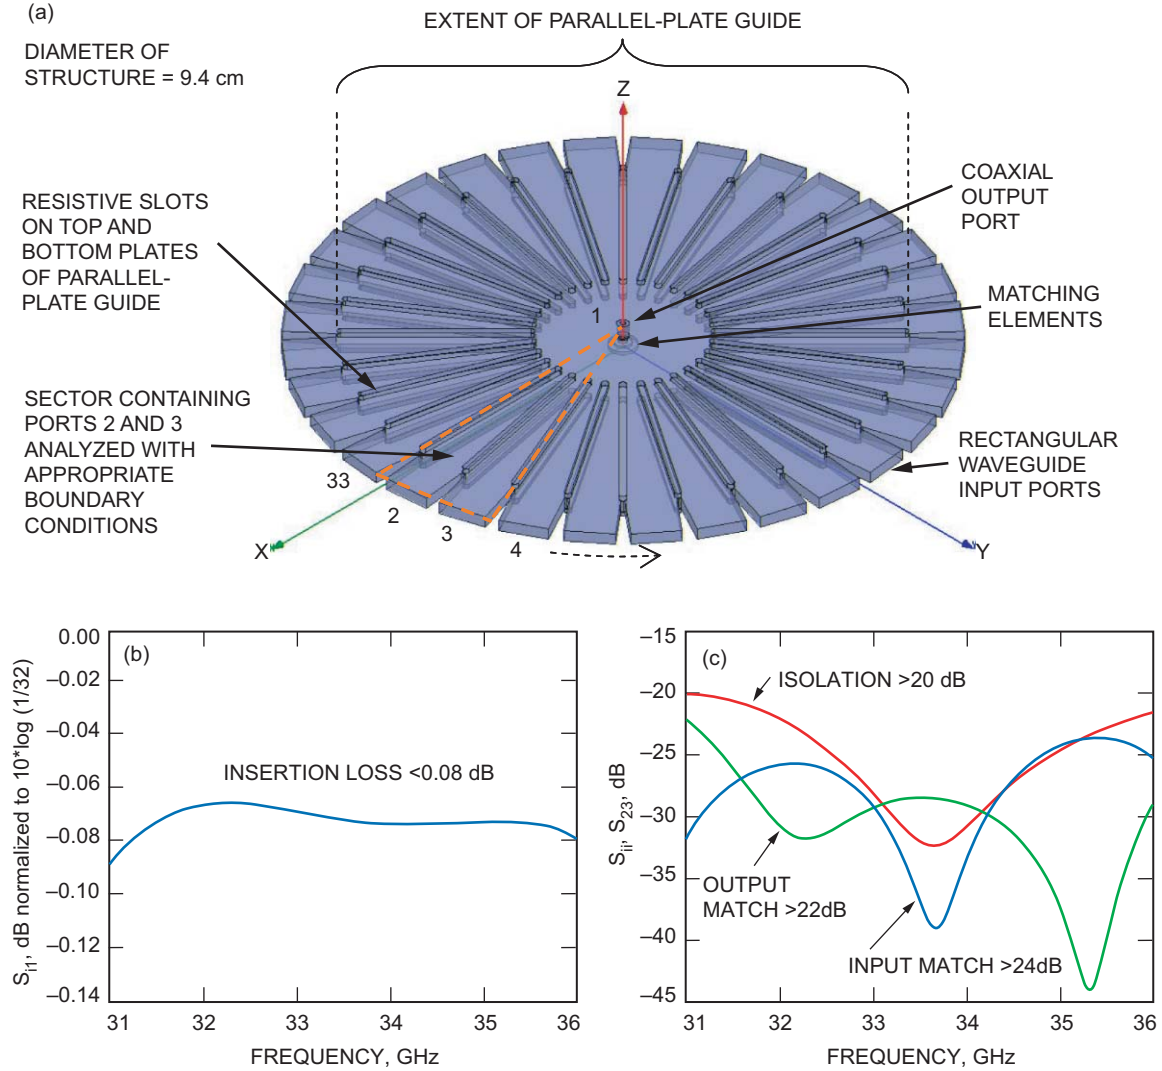 (a)
EXTENT OF PARALLEL-PLATE GUIDE
DIAMETER OF
STRUCTURE = 9.4 cm
Z
COAXIAL
OUTPUT
PORT
RESISTIVE SLOTS
ON TOP AND
BOTTOM PLATES
OF PARALLEL-
PLATE GUIDE
1
MATCHING
ELEMENTS
SECTOR CONTAINING
PORTS 2 AND 3
ANALYZED WITH
APPROPRIATE
BOUNDARY
CONDITIONS
RECTANGULAR
WAVEGUIDE
INPUT PORTS
33
2
3
4
X
Y
(b)
S_i1, dB normalized to 10*log (1/32)
0.00
–0.02
–0.04
–0.06
–0.08
–0.10
–0.12
–0.14
INSERTION LOSS <0.08 dB
31
32
33
34
35
36
FREQUENCY, GHz
(c)
S_ii, S_23, dB
–15
–20
–25
–30
–35
–40
–45
ISOLATION >20 dB
OUTPUT
MATCH >22dB
INPUT MATCH >24dB
31
32
33
34
35
36
FREQUENCY, GHz